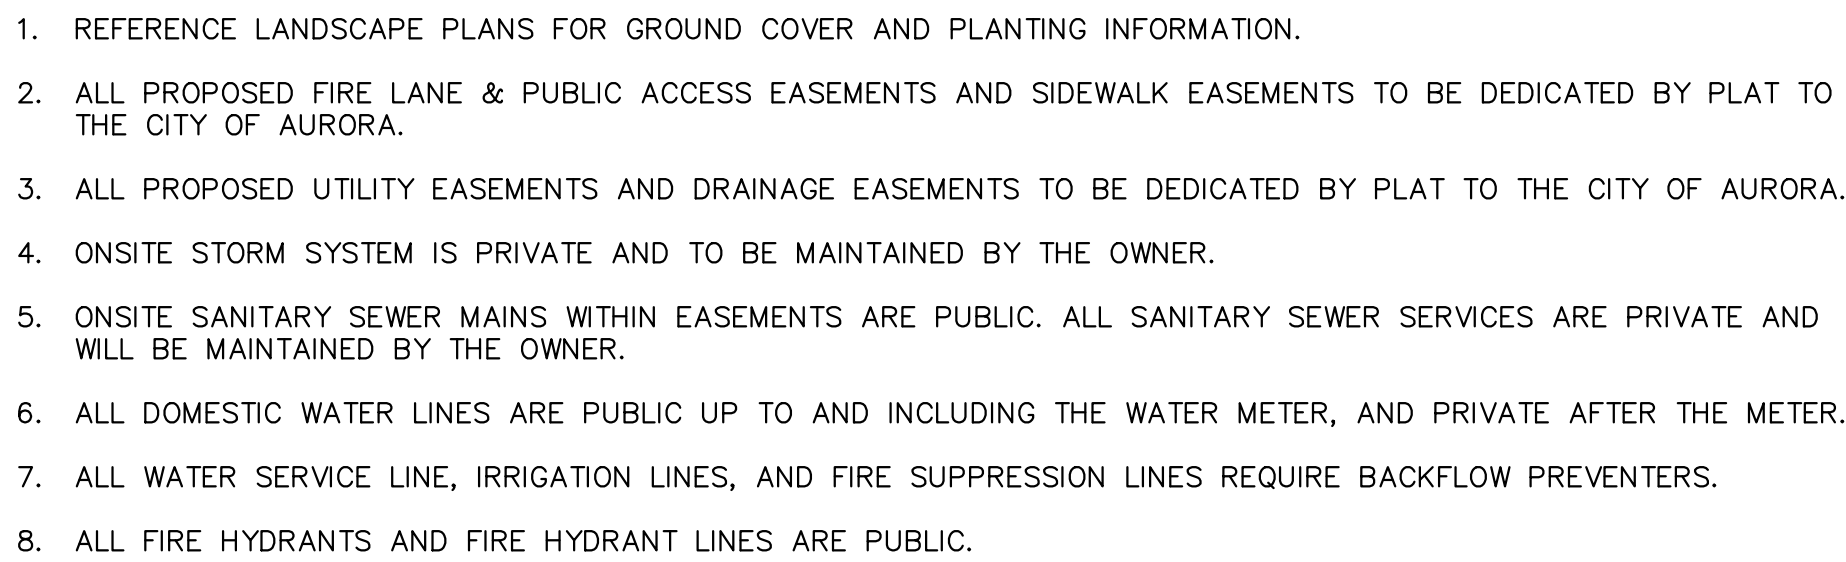 1. REFERENCE LANDSCAPE PLANS FOR GROUND COVER AND PLANTING INFORMATION.
2. ALL PROPOSED FIRE LANE & PUBLIC ACCESS EASEMENTS AND SIDEWALK EASEMENTS TO BE DEDICATED BY PLAT TO
THE CITY OF AURORA.
3. ALL PROPOSED UTILITY EASEMENTS AND DRAINAGE EASEMENTS TO BE DEDICATED BY PLAT TO THE CITY OF AURORA.
4. ONSITE STORM SYSTEM IS PRIVATE AND TO BE MAINTAINED BY THE OWNER.
5. ONSITE SANITARY SEWER MAINS WITHIN EASEMENTS ARE PUBLIC. ALL SANITARY SEWER SERVICES ARE PRIVATE AND
WILL BE MAINTAINED BY THE OWNER.
6. ALL DOMESTIC WATER LINES ARE PUBLIC UP TO AND INCLUDING THE WATER METER, AND PRIVATE AFTER THE METER.
7. ALL WATER SERVICE LINE, IRRIGATION LINES, AND FIRE SUPPRESSION LINES REQUIRE BACKFLOW PREVENTERS.
8. ALL FIRE HYDRANTS AND FIRE HYDRANT LINES ARE PUBLIC.